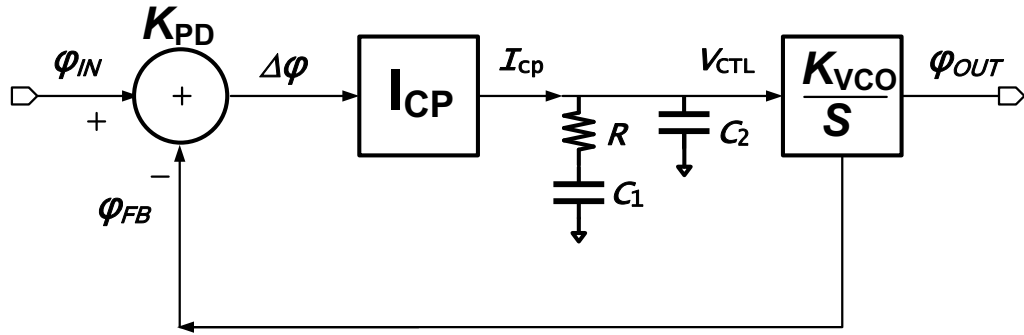 K_PD
φ_IN
+
+
Δφ
I_CP
I_cp
V_CTL
K_VCO
S
φ_OUT
R
C_2
C_1
−
φ_FB